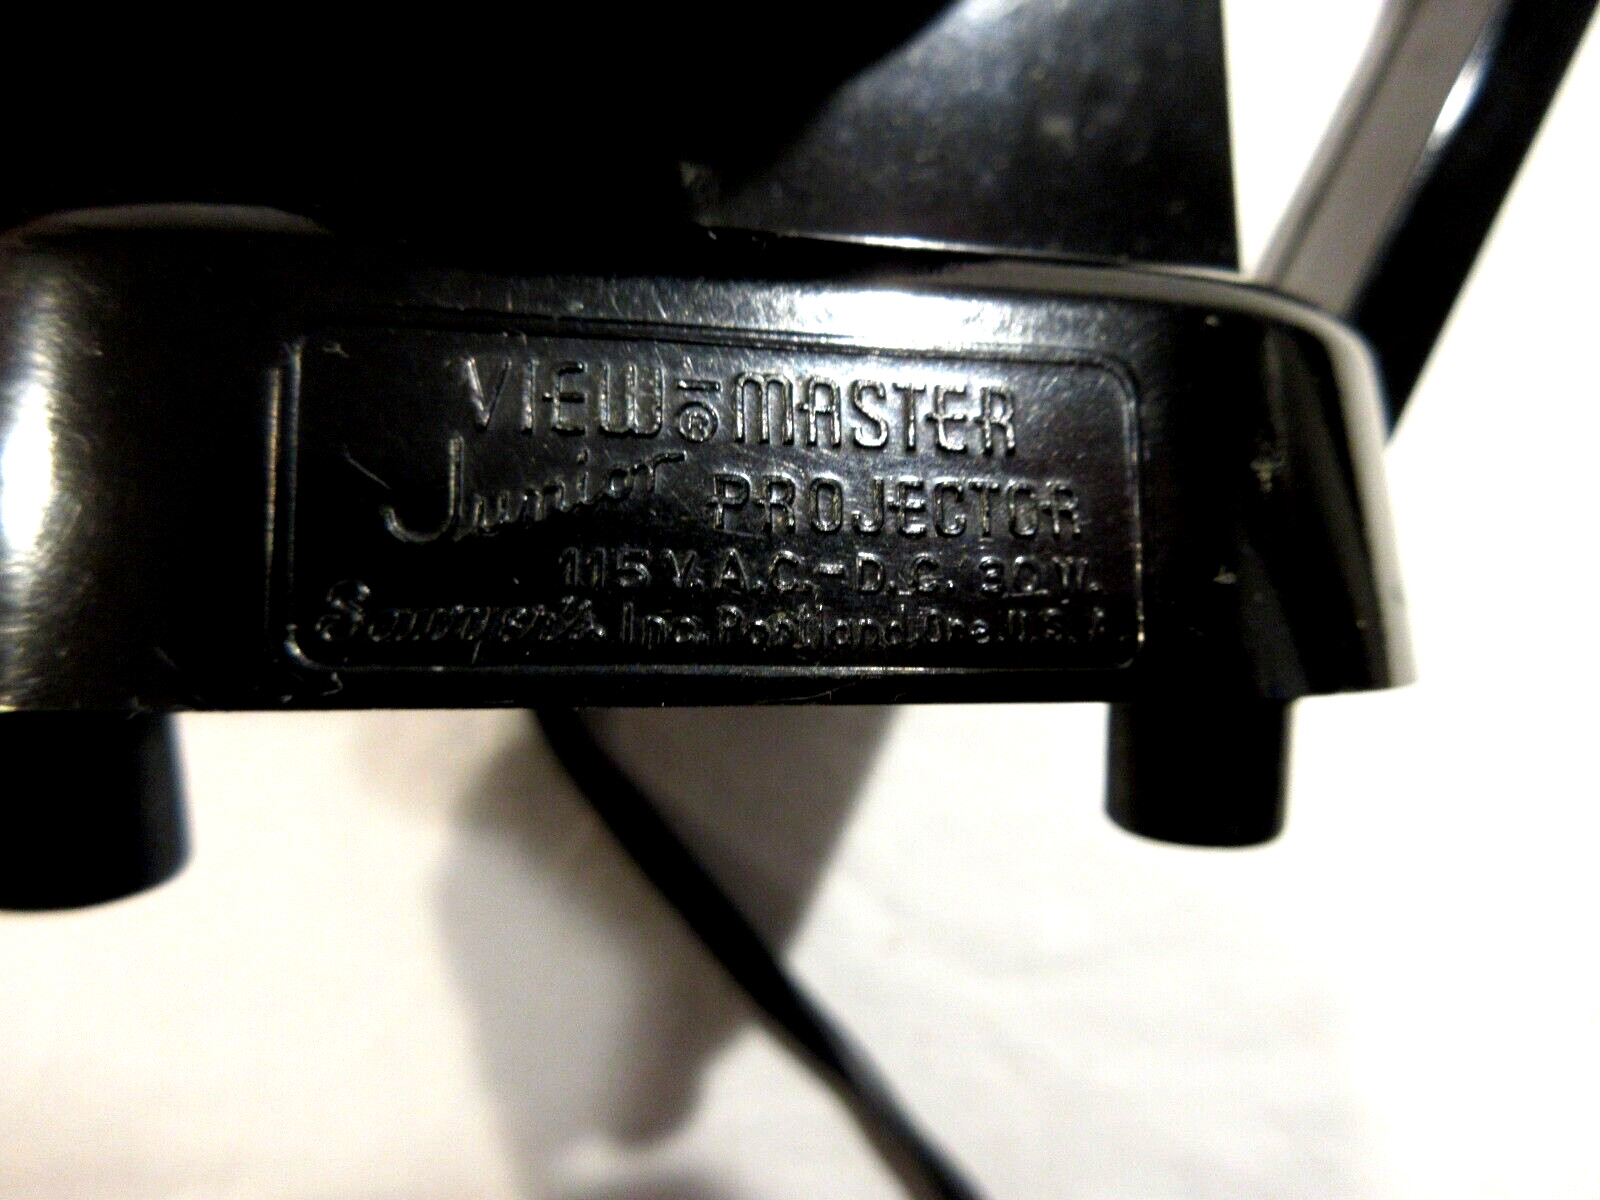 VIEW-MASTER ®
Junior PROJECTOR
115 V. A.C.-D.C. 30 W.
Sawyer's Inc. Portland, Ore. U.S.A.